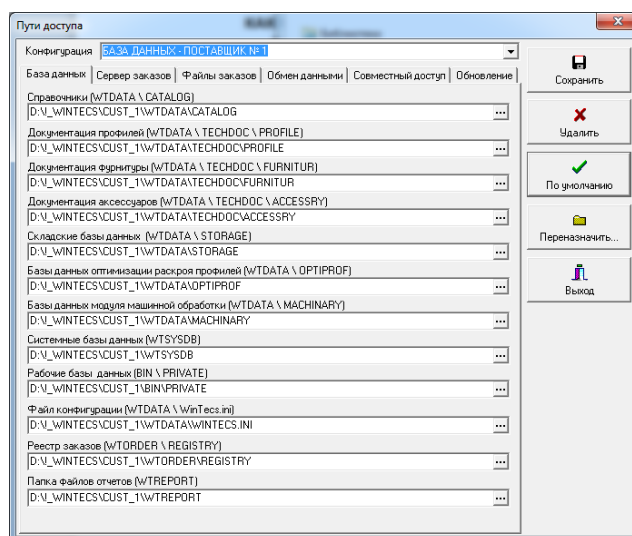 Пути доступа
Конфигурация БАЗА ДАННЫХ - ПОСТАВЩИК № 1
База данных Сервер заказов Файлы заказов Обмен данными Совместный доступ Обновление
Справочники (WTDATA \ CATALOG)
D:\!_WINTECS\CUST_1\WTDATA\CATALOG ...
Документация профилей (WTDATA \ TECHDOC \ PROFILE)
D:\!_WINTECS\CUST_1\WTDATA\TECHDOC\PROFILE ...
Документация фурнитуры (WTDATA \ TECHDOC \ FURNITUR)
D:\!_WINTECS\CUST_1\WTDATA\TECHDOC\FURNITUR ...
Документация аксессуаров (WTDATA \ TECHDOC \ ACCESSRY)
D:\!_WINTECS\CUST_1\WTDATA\TECHDOC\ACCESSRY ...
Складские базы данных (WTDATA \ STORAGE)
D:\!_WINTECS\CUST_1\WTDATA\STORAGE ...
Базы данных оптимизации раскроя профилей (WTDATA \ OPTIPROF)
D:\!_WINTECS\CUST_1\WTDATA\OPTIPROF ...
Базы данных модуля машинной обработки (WTDATA \ MACHINARY)
D:\!_WINTECS\CUST_1\WTDATA\MACHINARY ...
Системные базы данных (WTSYSDB)
D:\!_WINTECS\CUST_1\WTSYSDB ...
Рабочие базы данных (BIN \ PRIVATE)
D:\!_WINTECS\CUST_1\BIN\PRIVATE ...
Файл конфигурации (WTDATA \ WinTecs.ini)
D:\!_WINTECS\CUST_1\WTDATA\WINTECS.INI ...
Реестр заказов (WTORDER \ REGISTRY)
D:\!_WINTECS\CUST_1\WTORDER\REGISTRY ...
Папка файлов отчетов (WTREPORT)
D:\!_WINTECS\CUST_1\WTREPORT ...
Сохранить
Удалить
По умолчанию
Переназначить...
Выход